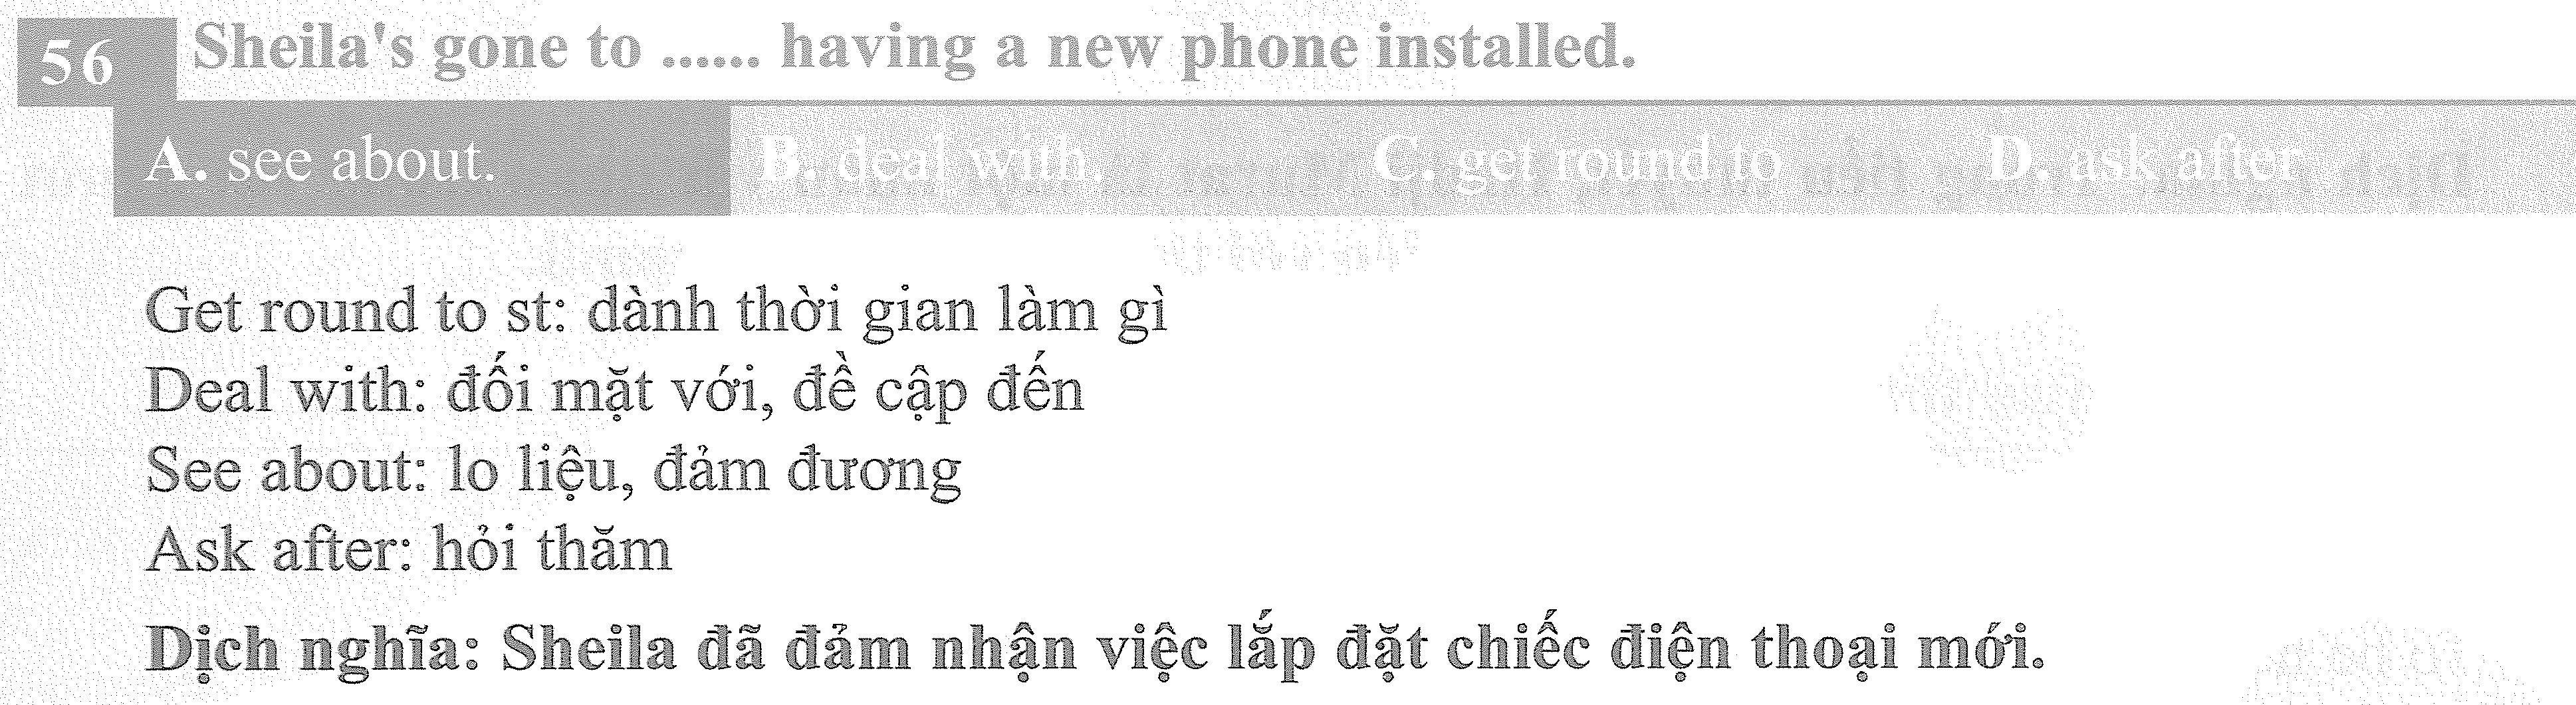 56 Sheila's gone to ...... having a new phone installed.
A. see about. B. deal with. C. get round to D. ask after
Get round to st: dành thời gian làm gì
Deal with: đối mặt với, đề cập đến
See about: lo liệu, đảm đương
Ask after: hỏi thăm
Dịch nghĩa: Sheila đã đảm nhận việc lắp đặt chiếc điện thoại mới.